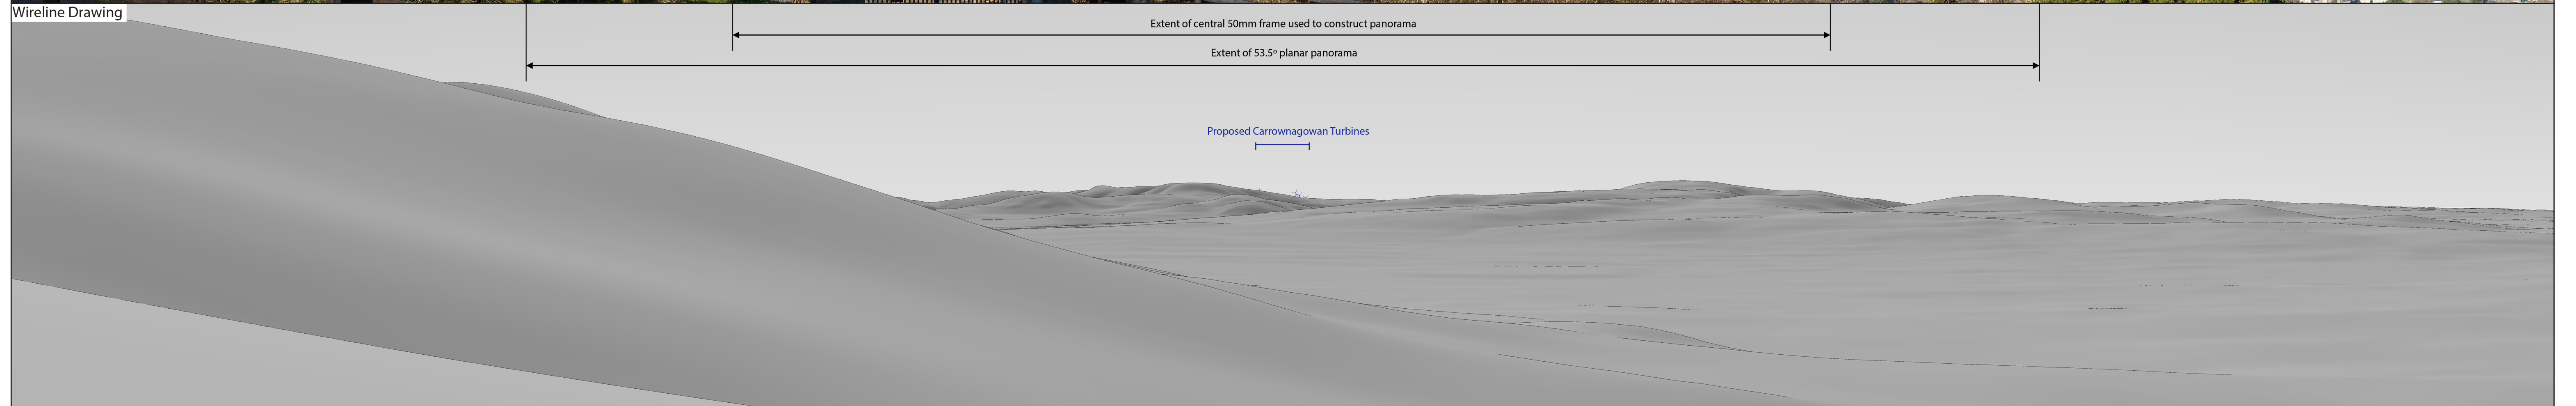 Wireline Drawing
Extent of central 50mm frame used to construct panorama
Extent of 53.5º planar panorama
Proposed Carrownagowan Turbines